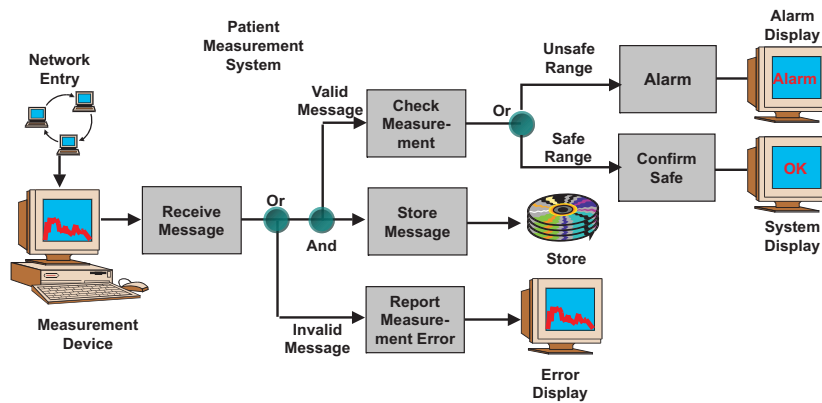 Patient
Measurement
System
Network
Entry
Measurement
Device
Receive
Message
Or
And
Valid
Message
Check
Measure-
ment
Or
Unsafe
Range
Alarm
Alarm
Display
Alarm
Safe
Range
Confirm
Safe
OK
System
Display
Store
Message
Store
Invalid
Message
Report
Measure-
ment Error
Error
Display